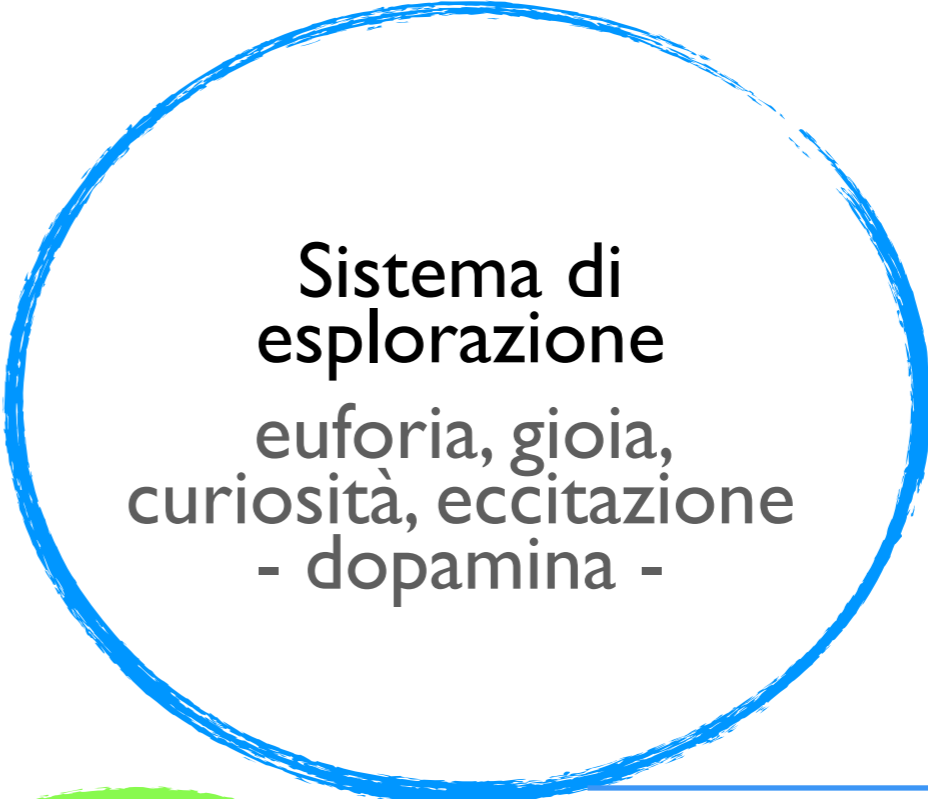 Sistema di
esplorazione
euforia, gioia,
curiosità, eccitazione
- dopamina -